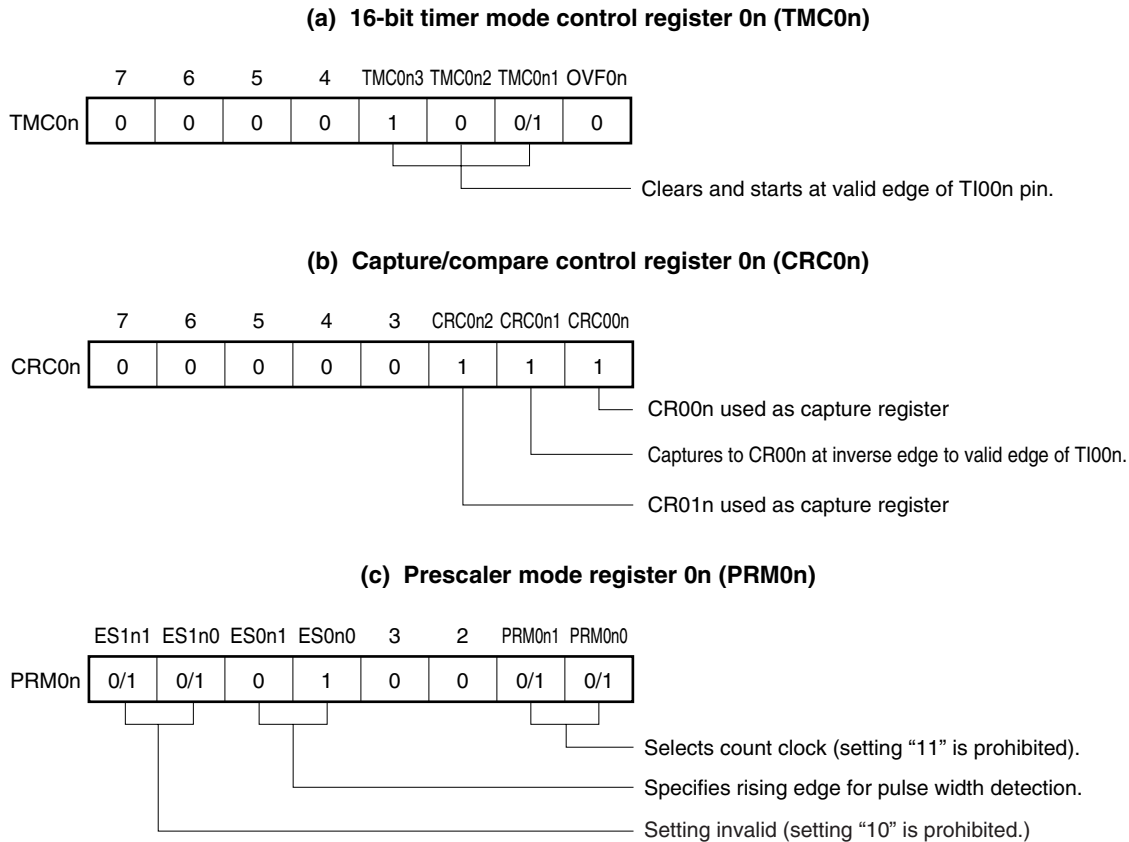 (a) 16-bit timer mode control register 0n (TMC0n)
7 6 5 4 TMC0n3 TMC0n2 TMC0n1 OVF0n
TMC0n 0 0 0 0 1 0 0/1 0
Clears and starts at valid edge of TI00n pin.
(b) Capture/compare control register 0n (CRC0n)
7 6 5 4 3 CRC0n2 CRC0n1 CRC00n
CRC0n 0 0 0 0 0 1 1 1
CR00n used as capture register
Captures to CR00n at inverse edge to valid edge of TI00n.
CR01n used as capture register
(c) Prescaler mode register 0n (PRM0n)
ES1n1 ES1n0 ES0n1 ES0n0 3 2 PRM0n1 PRM0n0
PRM0n 0/1 0/1 0 1 0 0 0/1 0/1
Selects count clock (setting “11” is prohibited).
Specifies rising edge for pulse width detection.
Setting invalid (setting “10” is prohibited.)